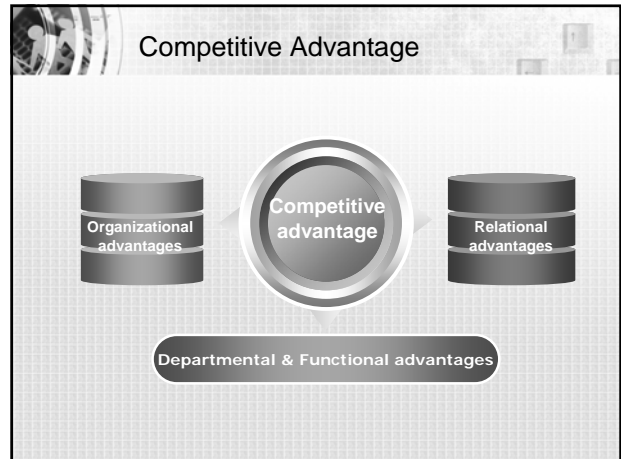 Competitive Advantage
Organizational
advantages
Competitive
advantage
Relational
advantages
Departmental & Functional advantages